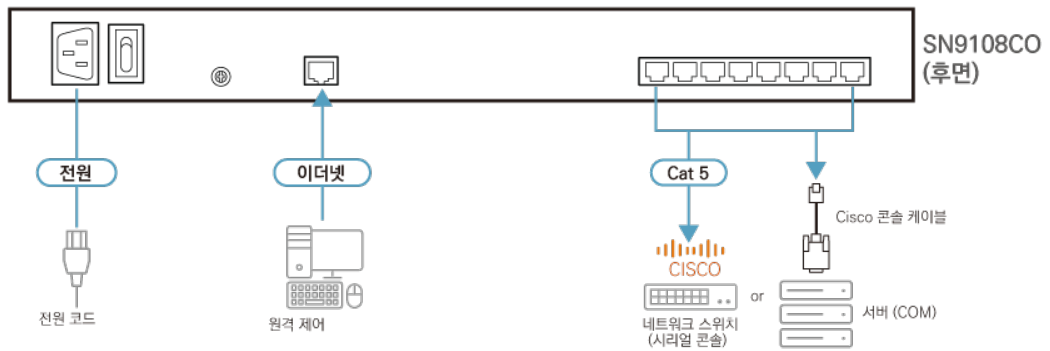 SN9108CO
(후면)
전원
이더넷
Cat 5
Cisco 콘솔 케이블
CISCO
전원 코드
원격 제어
or
네트워크 스위치
(시리얼 콘솔)
서버 (COM)